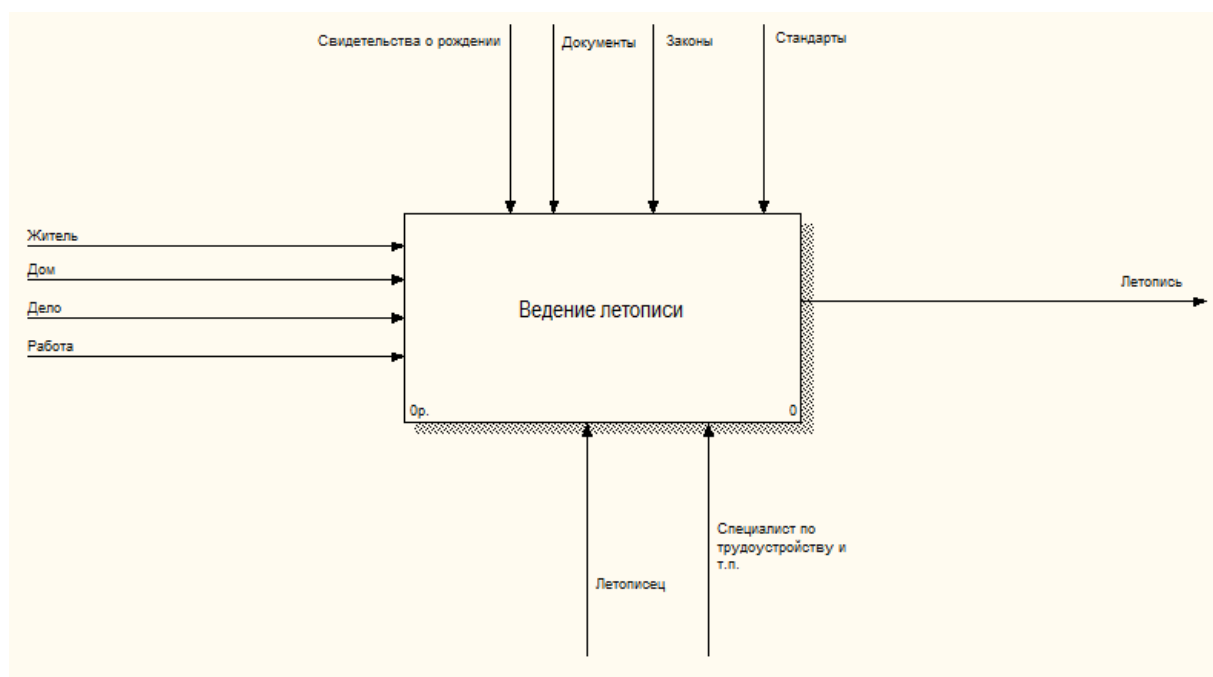 Свидетельства о рождении
Документы
Законы
Стандарты
Житель
Дом
Дело
Работа
Ведение летописи
Летопись
0р.
0
Специалист по
трудоустройству и
т.п.
Летописец